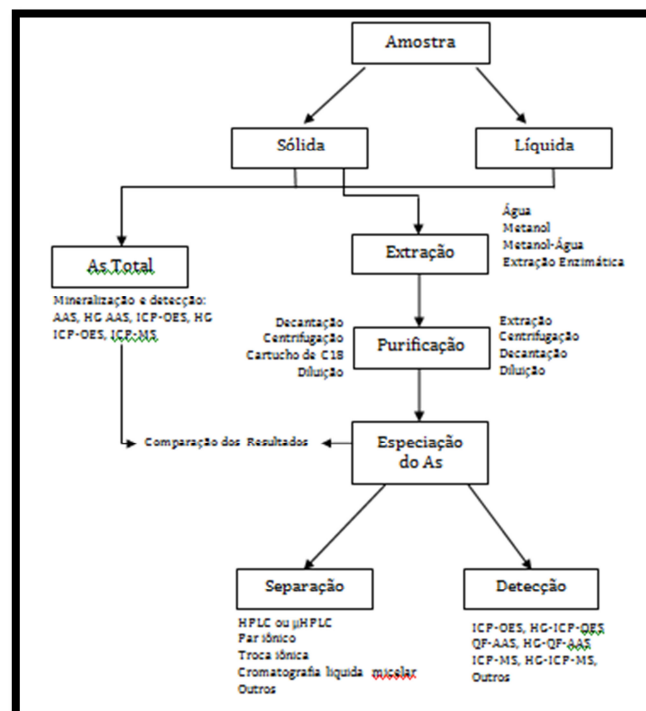 Amostra
Sólida
Líquida
Água
Metanol
Metanol-Água
Extração Enzimática
Extração
As Total
Mineralização e detecção:
AAS, HG AAS, ICP-OES, HG
ICP-OES, ICP-MS,
Decantação
Centrifugação
Cartucho de C18
Diluição
Purificação
Extração
Centrifugação
Decantação
Diluição
Comparação dos Resultados
Especiação
do As
Separação
HPLC ou µHPLC
Par iônico
Troca iônica
Cromatografia liquida micelar
Outros
Detecção
ICP-OES, HG-ICP-OES
QF-AAS, HG-QF-AAS
ICP-MS, HG-ICP-MS,
Outros